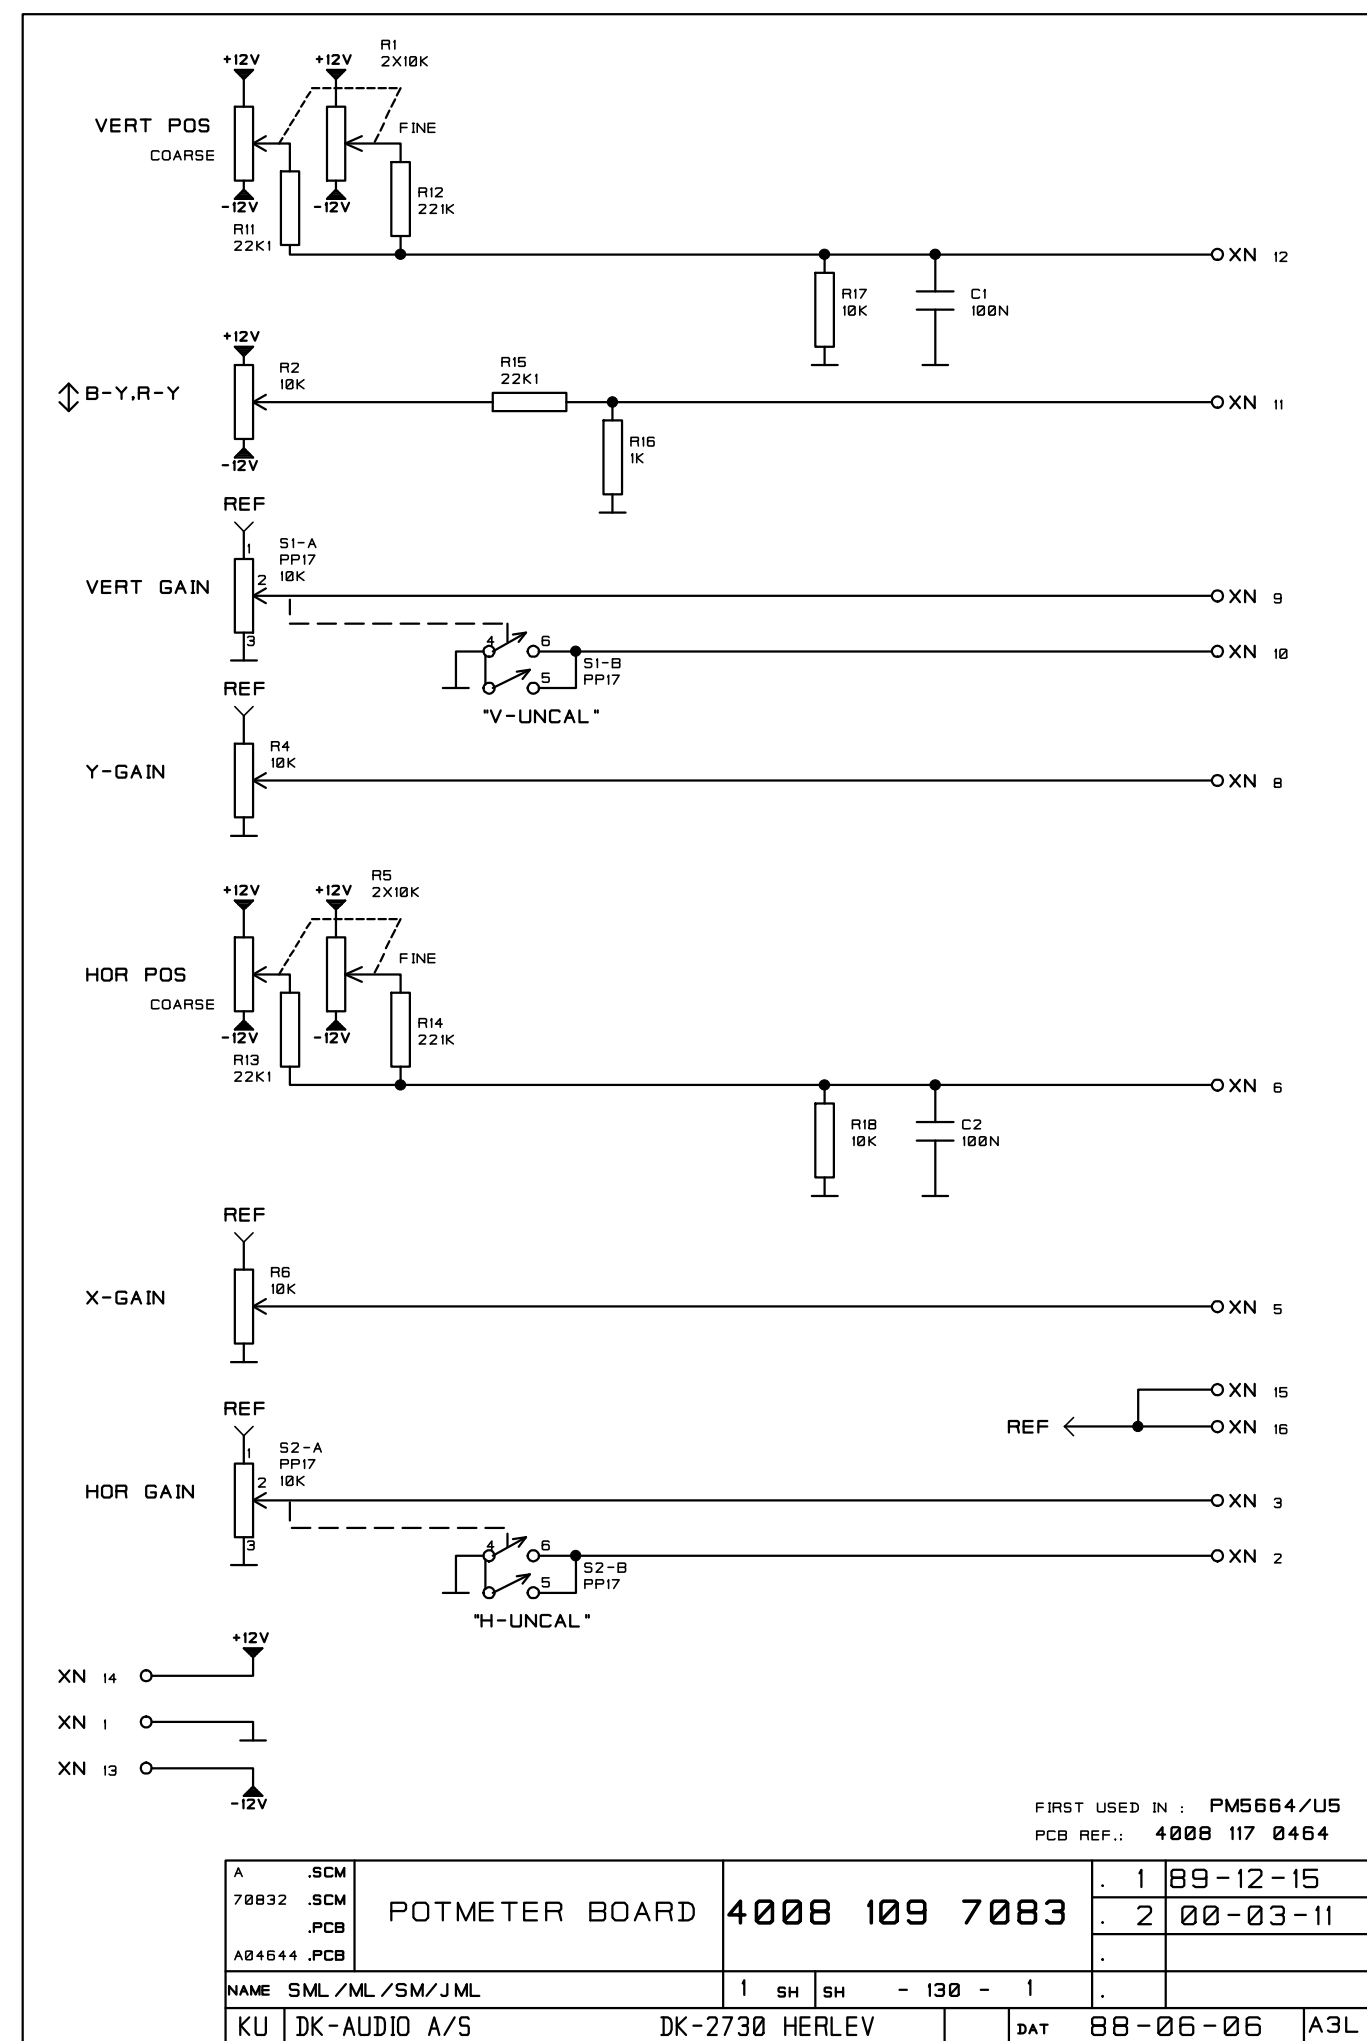 R1
+12V +12V 2X10K
VERT POS
COARSE
FINE
R12
221K
-12V -12V
R11
22K1
XN 12
R17
10K
C1
100N
+12V
R2
10K
R15
22K1
B-Y,R-Y
XN 11
R16
1K
-12V
REF
1
S1-A
PP17
10K
2
VERT GAIN
XN 9
3
4 6
XN 10
S1-B
PP17
5
"V-UNCAL"
REF
R4
10K
Y-GAIN
XN 8
R5
+12V +12V 2X10K
FINE
HOR POS
COARSE
R14
221K
-12V -12V
R13
22K1
XN 6
R18
10K
C2
100N
REF
R6
10K
X-GAIN
XN 5
XN 15
REF XN 16
REF
1
S2-A
PP17
10K
2
HOR GAIN
XN 3
3
4 6
XN 2
S2-B
PP17
5
"H-UNCAL"
+12V
XN 14
XN 1
XN 13
-12V
FIRST USED IN : PM5664/U5
PCB REF.: 4008 117 0464
A .SCM
70832 .SCM
.PCB
A04644 .PCB
POTMETER BOARD
4008 109 7083
. 1 89-12-15
. 2 00-03-11
.
.
NAME SML/ML/SM/JML
1 SH SH - 130 - 1
KU DK-AUDIO A/S DK-2730 HERLEV DAT 88-06-06 A3L